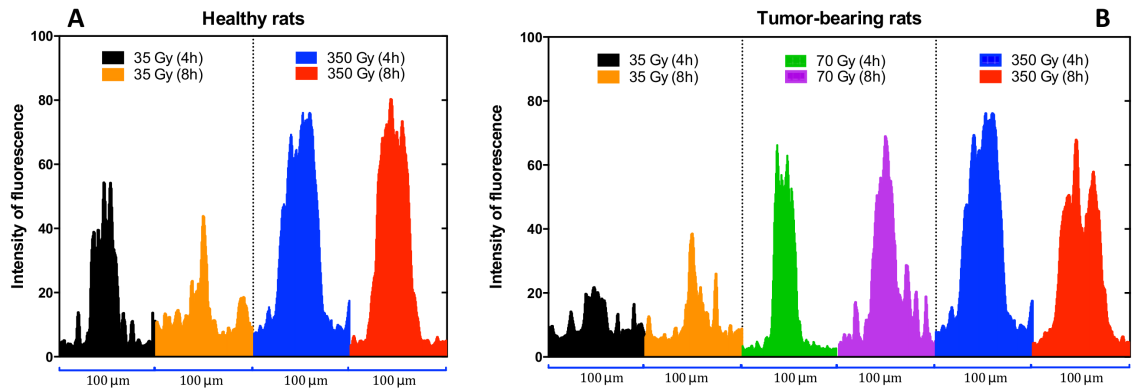 A
Healthy rats
Intensity of fluorescence
100
80
60
40
20
0
35 Gy (4h)
35 Gy (8h)
350 Gy (4h)
350 Gy (8h)
100 µm
100 µm
100 µm
100 µm
Tumor-bearing rats
B
Intensity of fluorescence
100
80
60
40
20
0
35 Gy (4h)
35 Gy (8h)
70 Gy (4h)
70 Gy (8h)
350 Gy (4h)
350 Gy (8h)
100 µm
100 µm
100 µm
100 µm
100 µm
100 µm